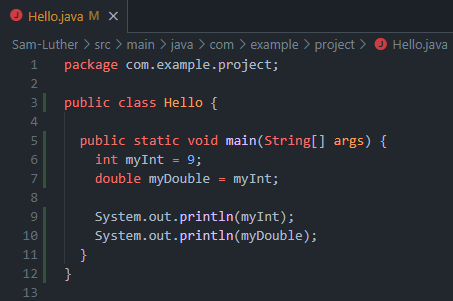 Hello.java M ×
Sam-Luther > src > main > java > com > example > project > Hello.java
1 package com.example.project;
2
3 public class Hello {
4
5 public static void main(String[] args) {
6 int myInt = 9;
7 double myDouble = myInt;
8
9 System.out.println(myInt);
10 System.out.println(myDouble);
11 }
12 }
13